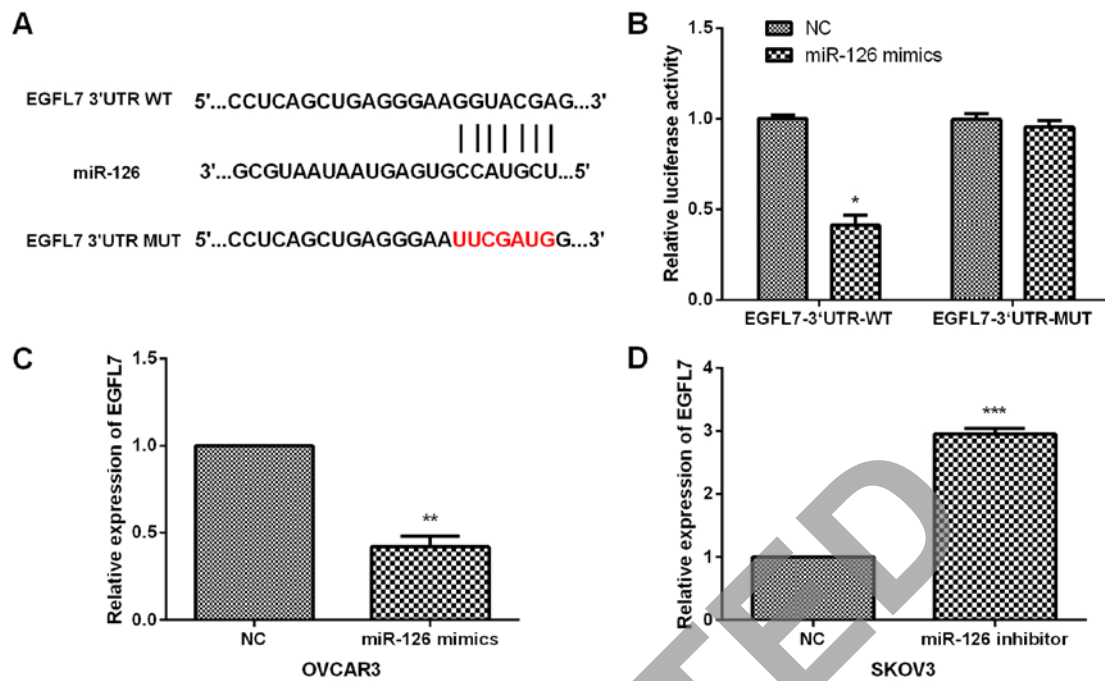 A
EGFL7 3'UTR WT 5'...CCUCAGCUGAGGGAAGGUACGAG...3'
miR-126 3'...GCGUAAUAAUGAGUGCCAUGCU...5'
EGFL7 3'UTR MUT 5'...CCUCAGCUGAGGGAAUUCGAUGG...3'
B
NC
miR-126 mimics
Relative luciferase activity
1.5
1.0
0.5
0.0
*
EGFL7-3'UTR-WT EGFL7-3'UTR-MUT
C
Relative expression of EGFL7
1.5
1.0
0.5
0.0
**
NC miR-126 mimics
OVCAR3
D
Relative expression of EGFL7
4
3
2
1
0
***
NC miR-126 inhibitor
SKOV3
TED